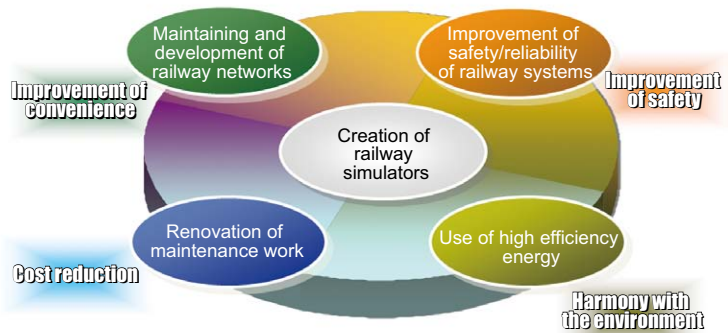 Maintaining and
development of
railway networks
Improvement of
safety/reliability
of railway systems
Improvement of
convenience
Improvement
of safety
Creation of
railway
simulators
Renovation of
maintenance work
Use of high efficiency
energy
Cost reduction
Harmony with
the environment